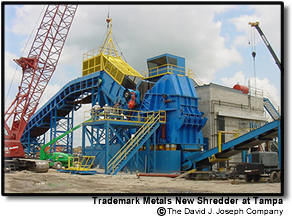 Trademark Metals New Shredder at Tampa
©The David J. Joseph Company